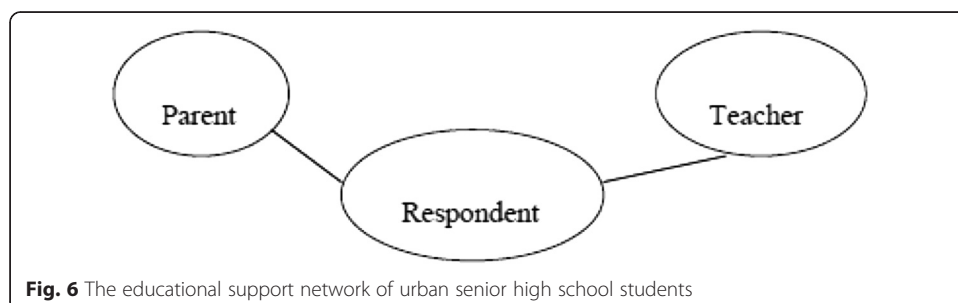 Parent
Teacher
Respondent
Fig. 6 The educational support network of urban senior high school students